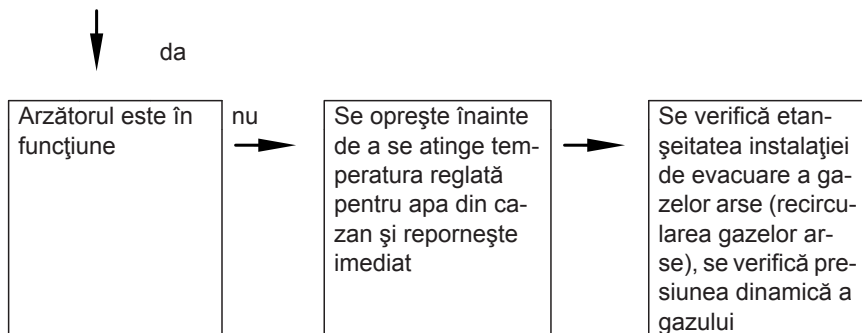 da
Arzătorul este în
funcţiune
nu
Se opreşte înainte
de a se atinge tem-
peratura reglată
pentru apa din ca-
zan şi reporneşte
imediat
Se verifică etan-
şeitatea instalaţiei
de evacuare a ga-
zelor arse (recircu-
larea gazelor ar-
se), se verifică pre-
siunea dinamică a
gazului